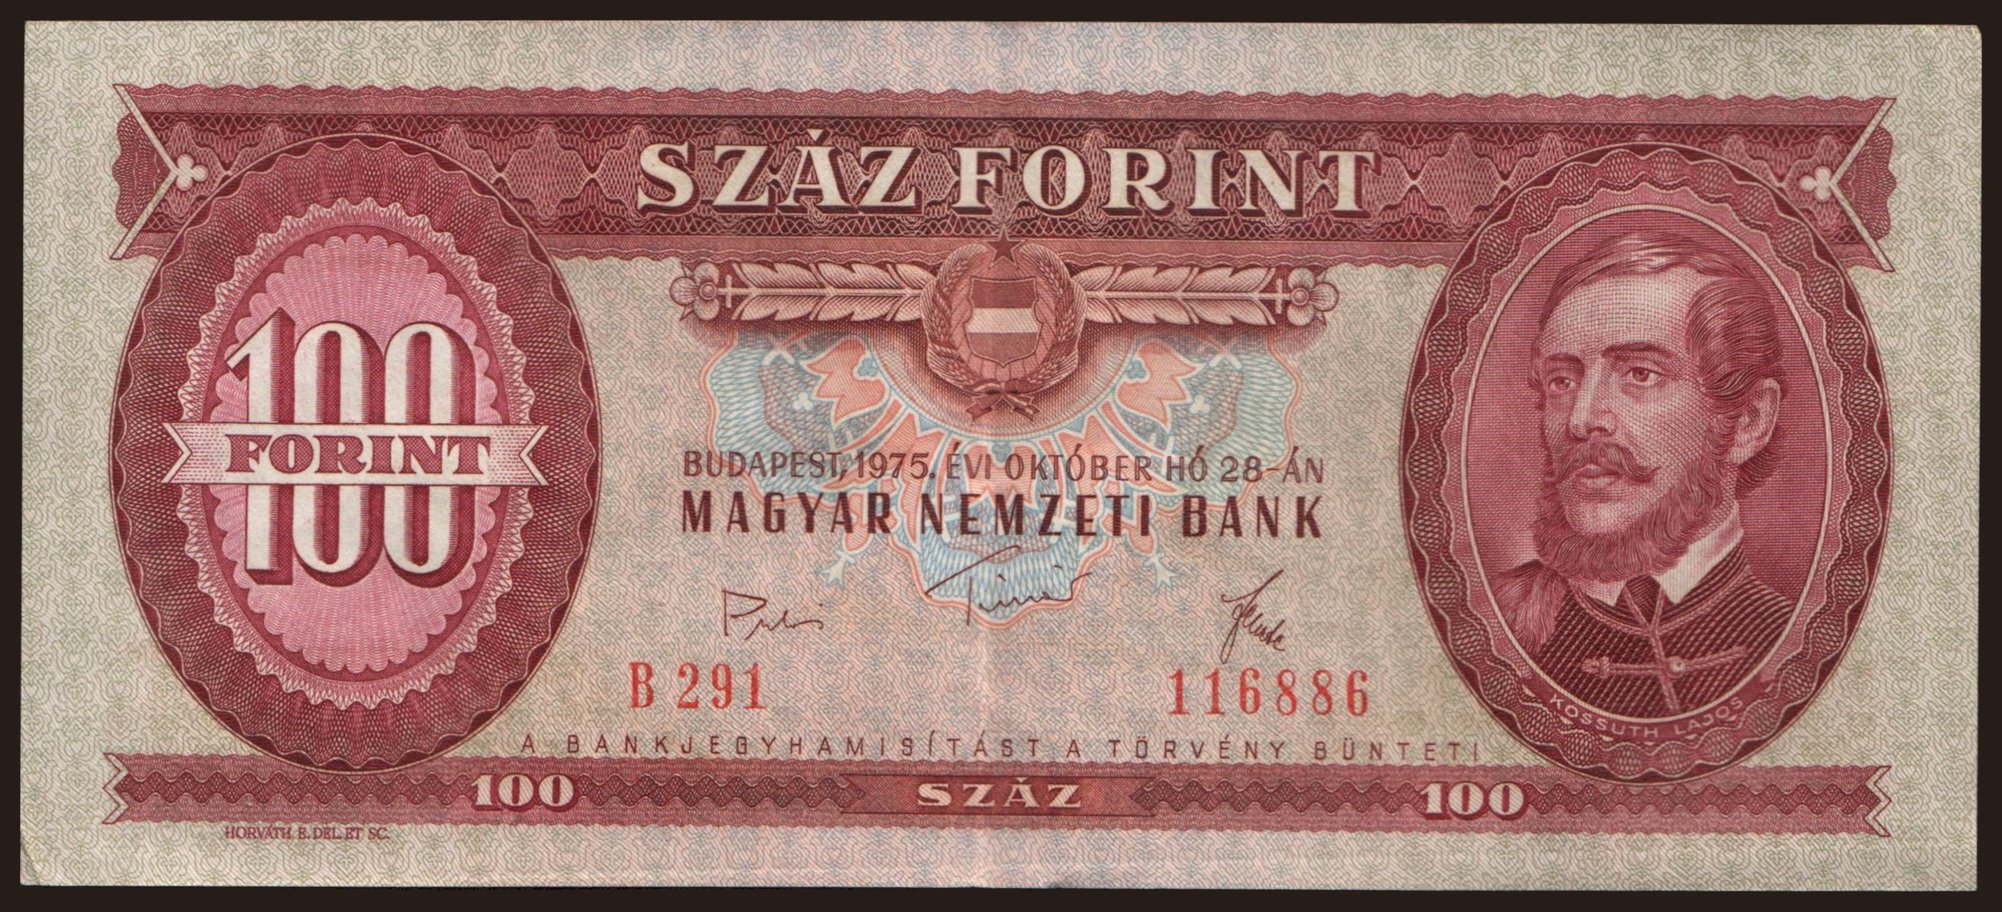 SZÁZ FORINT
100
FORINT
BUDAPEST, 1975. ÉVI OKTÓBER HÓ 28-ÁN
MAGYAR NEMZETI BANK
B 291
116886
KOSSUTH LAJOS
A BANKJEGYHAMISÍTÁST A TÖRVÉNY BÜNTETI
100
SZÁZ
100
HORVÁTH E. DEL. ET SC.